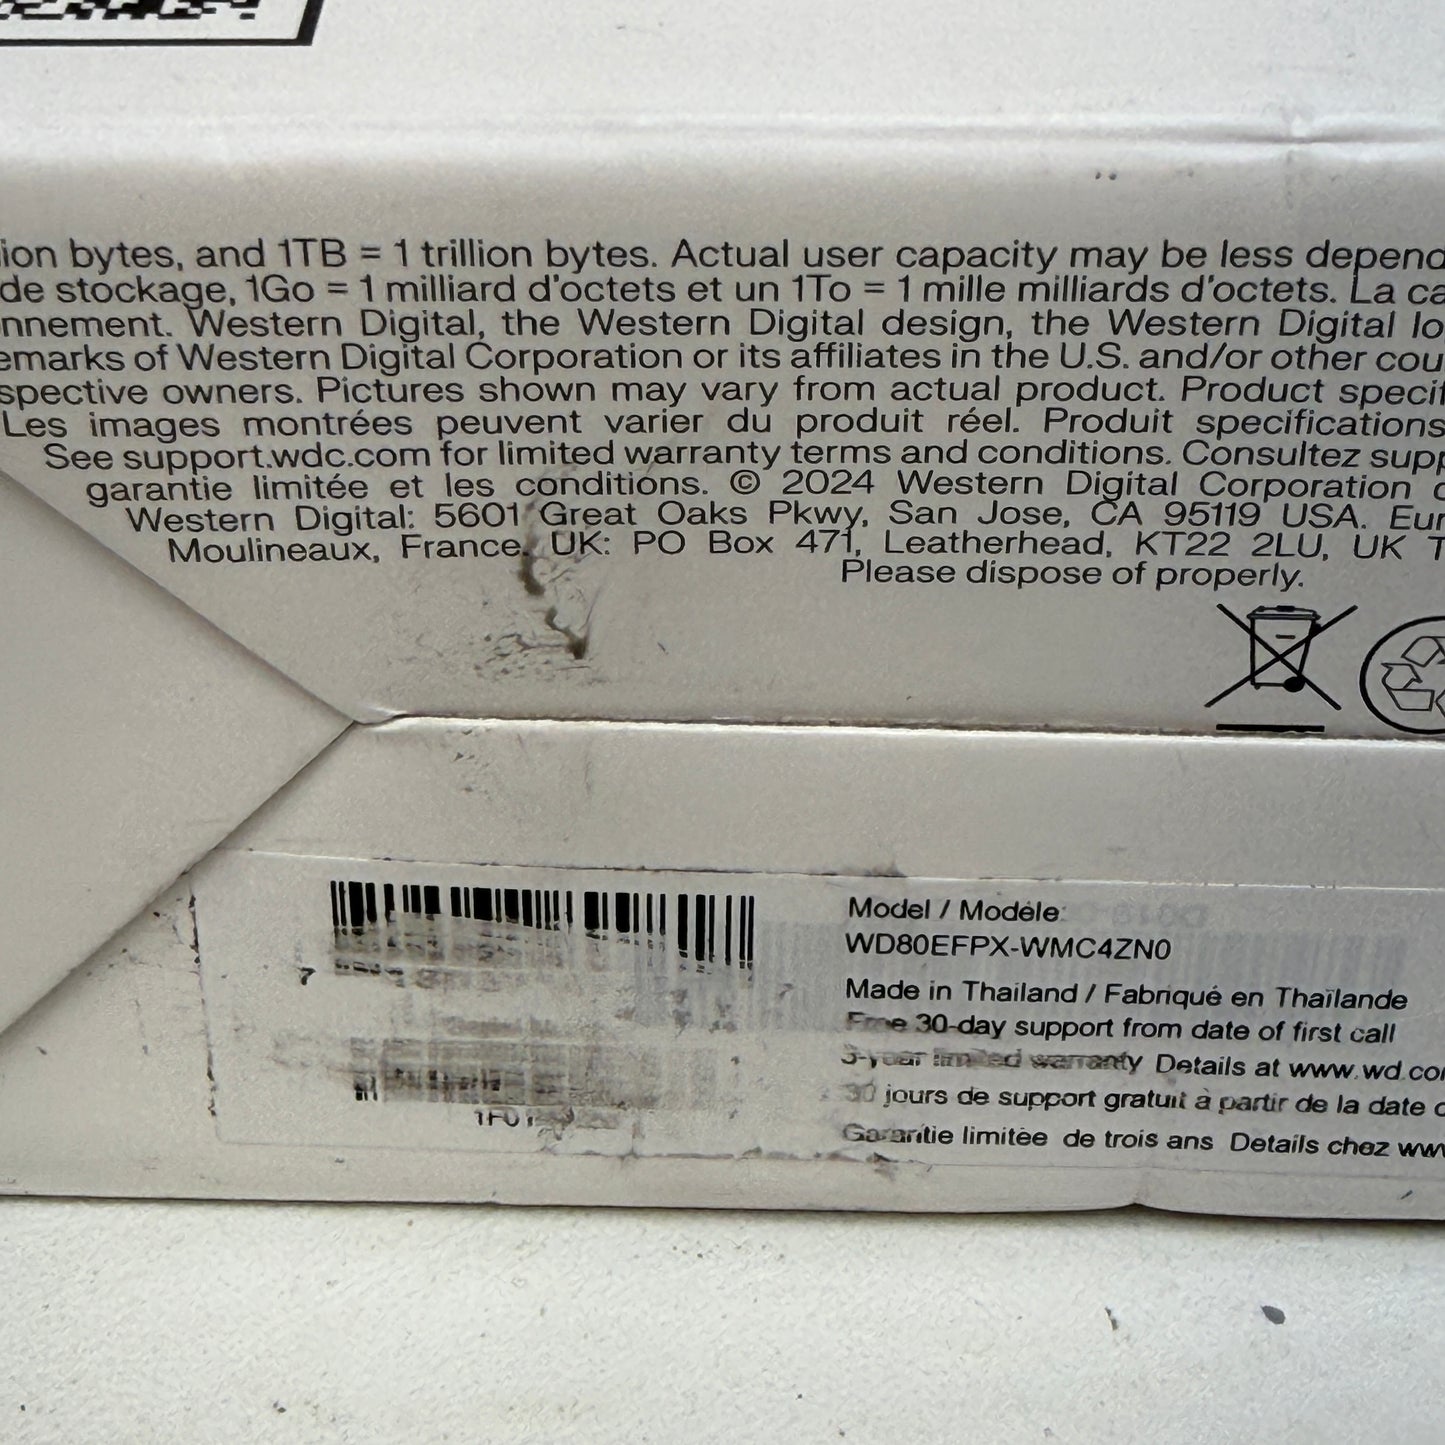 ion bytes, and 1TB = 1 trillion bytes. Actual user capacity may be less depend
de stockage, 1Go = 1 milliard d'octets et un 1To = 1 mille milliards d'octets. La ca
nnement. Western Digital, the Western Digital design, the Western Digital lo
emarks of Western Digital Corporation or its affiliates in the U.S. and/or other cou
spective owners. Pictures shown may vary from actual product. Product specif
Les images montrées peuvent varier du produit réel. Produit specifications
See support.wdc.com for limited warranty terms and conditions. Consultez supp
garantie limitée et les conditions. © 2024 Western Digital Corporation o
Western Digital: 5601 Great Oaks Pkwy, San Jose, CA 95119 USA. Eur
Moulineaux, France. UK: PO Box 471, Leatherhead, KT22 2LU, UK T
Please dispose of properly.
7
Model / Modèle:
WD80EFPX-WMC4ZN0
Made in Thailand / Fabriqué en Thaïlande
Free 30-day support from date of first call
3-year limited warranty Details at www.wd.co
30 jours de support gratuit à partir de la date d
Garantie limitée de trois ans Details chez www